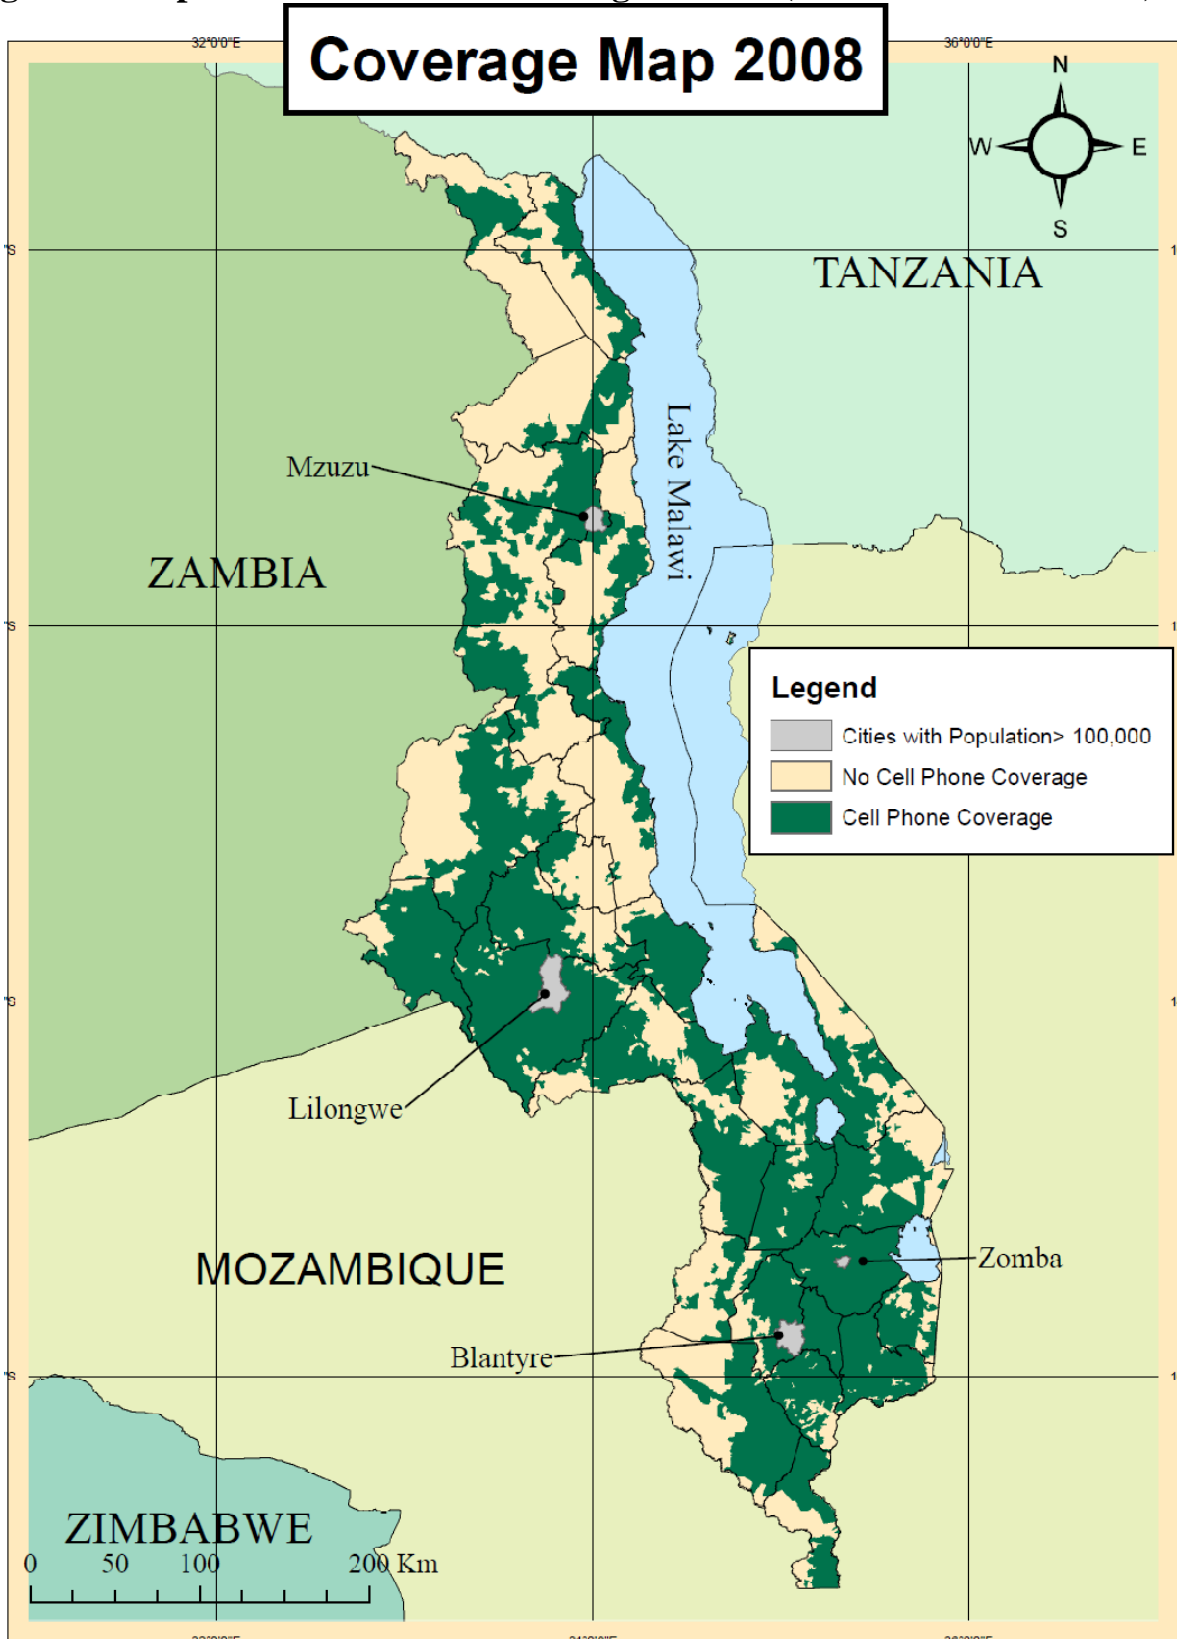 32°0'0"E
36°0'0"E
Coverage Map 2008
N
W
E
S
TANZANIA
Lake Malawi
Mzuzu
ZAMBIA
Legend
Cities with Population> 100,000
No Cell Phone Coverage
Cell Phone Coverage
Lilongwe
MOZAMBIQUE
Zomba
Blantyre
ZIMBABWE
0 50 100 200 Km